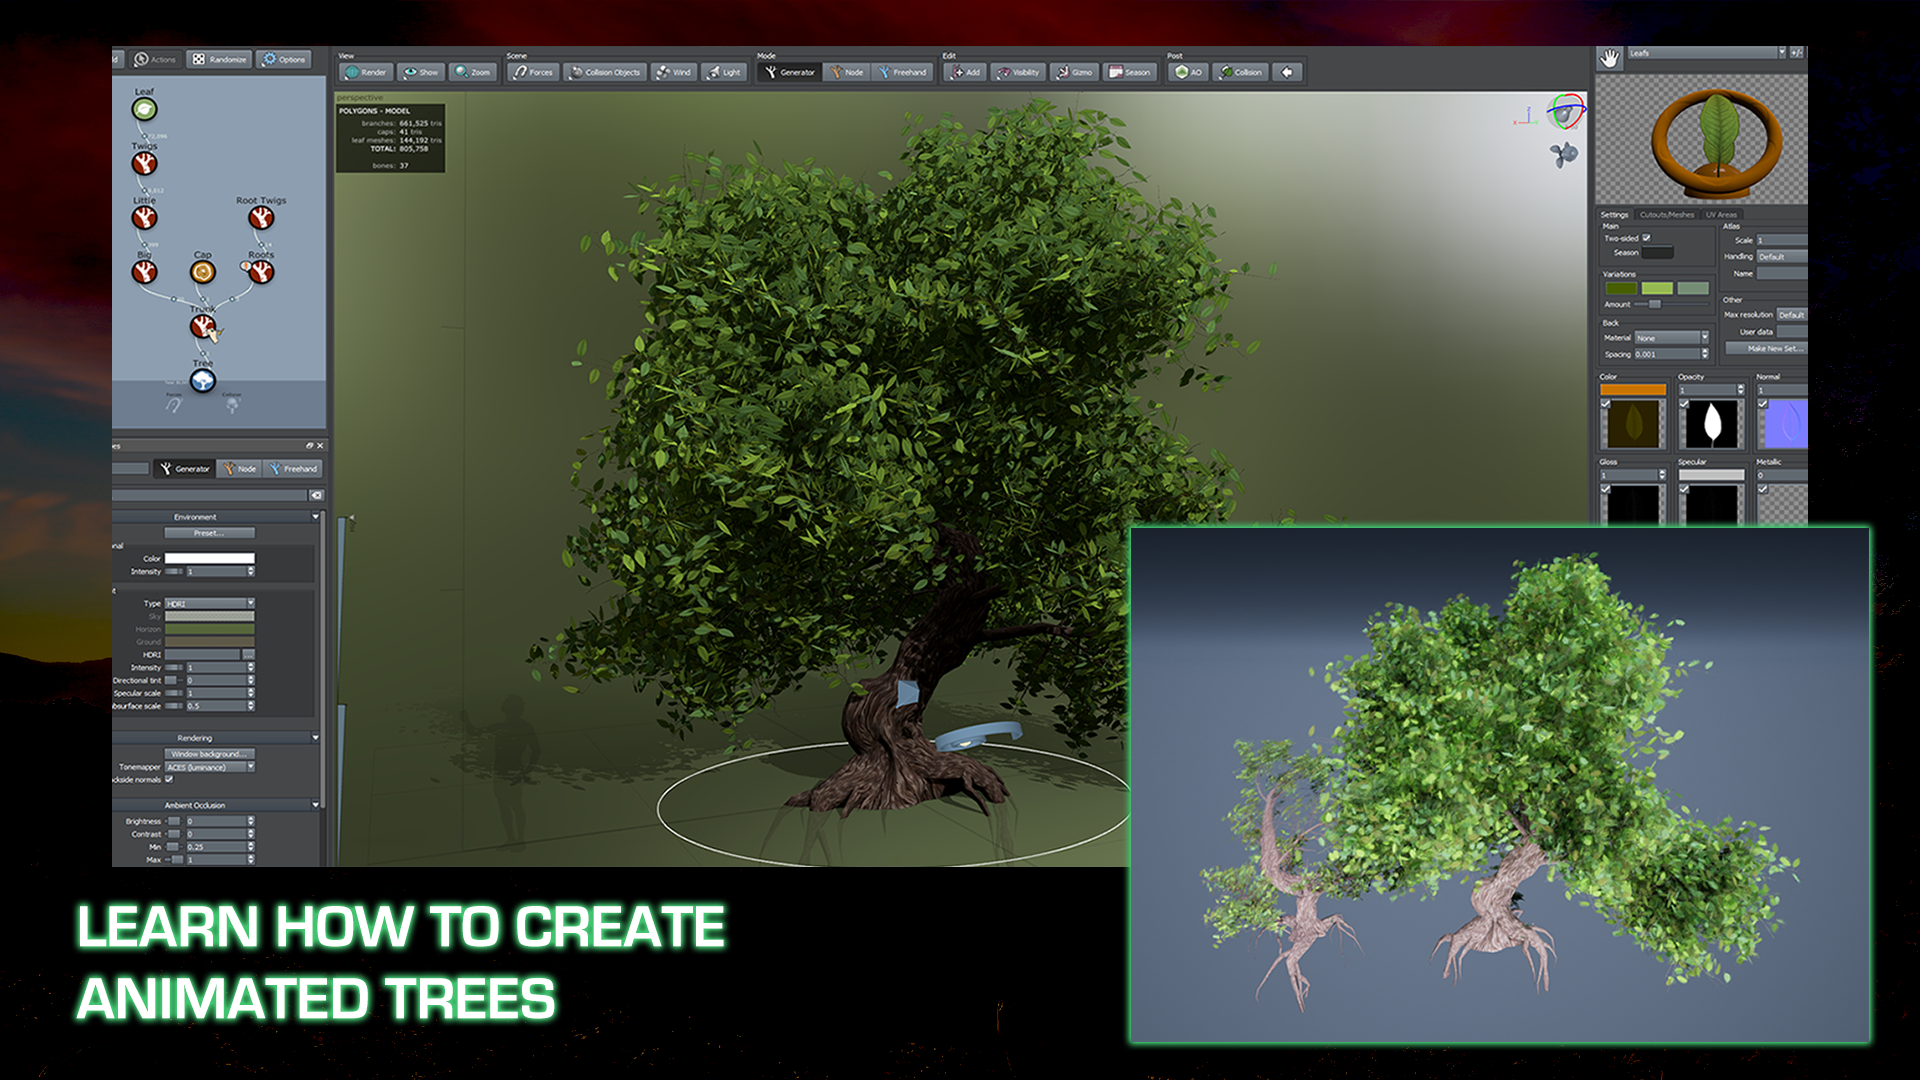 Actions
Randomize
Options
View
Render
Show
Zoom
Scene
Forces
Collision Objects
Wind
Light
Mode
Generator
Node
Freehand
Edit
Add
Visibility
Gizmo
Season
Post
AO
Collision
Leafs
Leaf
Twigs
Little
Root Twigs
Big
Cap
Roots
Trunk
Tree
perspective
POLYGONS - MODEL
branches: 661,525 tris
caps: 41 tris
leaf meshes: 144,192 tris
TOTAL: 805,758
bones: 37
Generator
Node
Freehand
Environment
Preset...
Color
Intensity 1
Type HDRI
Sky
Horizon
Ground
HDRI ...
Intensity 1
Directional tint 0
Specular scale 1
bsurface scale 0.5
Rendering
Window background...
Tonemapper ACES (luminance)
ckside normals
Ambient Occlusion
Brightness 0
Contrast 0
Min 0.25
Max 1
Settings
Cutouts/Meshes
UV Areas
Main
Two-sided
Season
Variations
Amount
Back
Material None
Spacing 0.001
Atlas
Scale 1
Handling Default
Name
Other
Max resolution Default
User data
Make New Set...
Color
Opacity
1
Normal
1
Gloss
1
Specular
Metallic
0
LEARN HOW TO CREATE
ANIMATED TREES